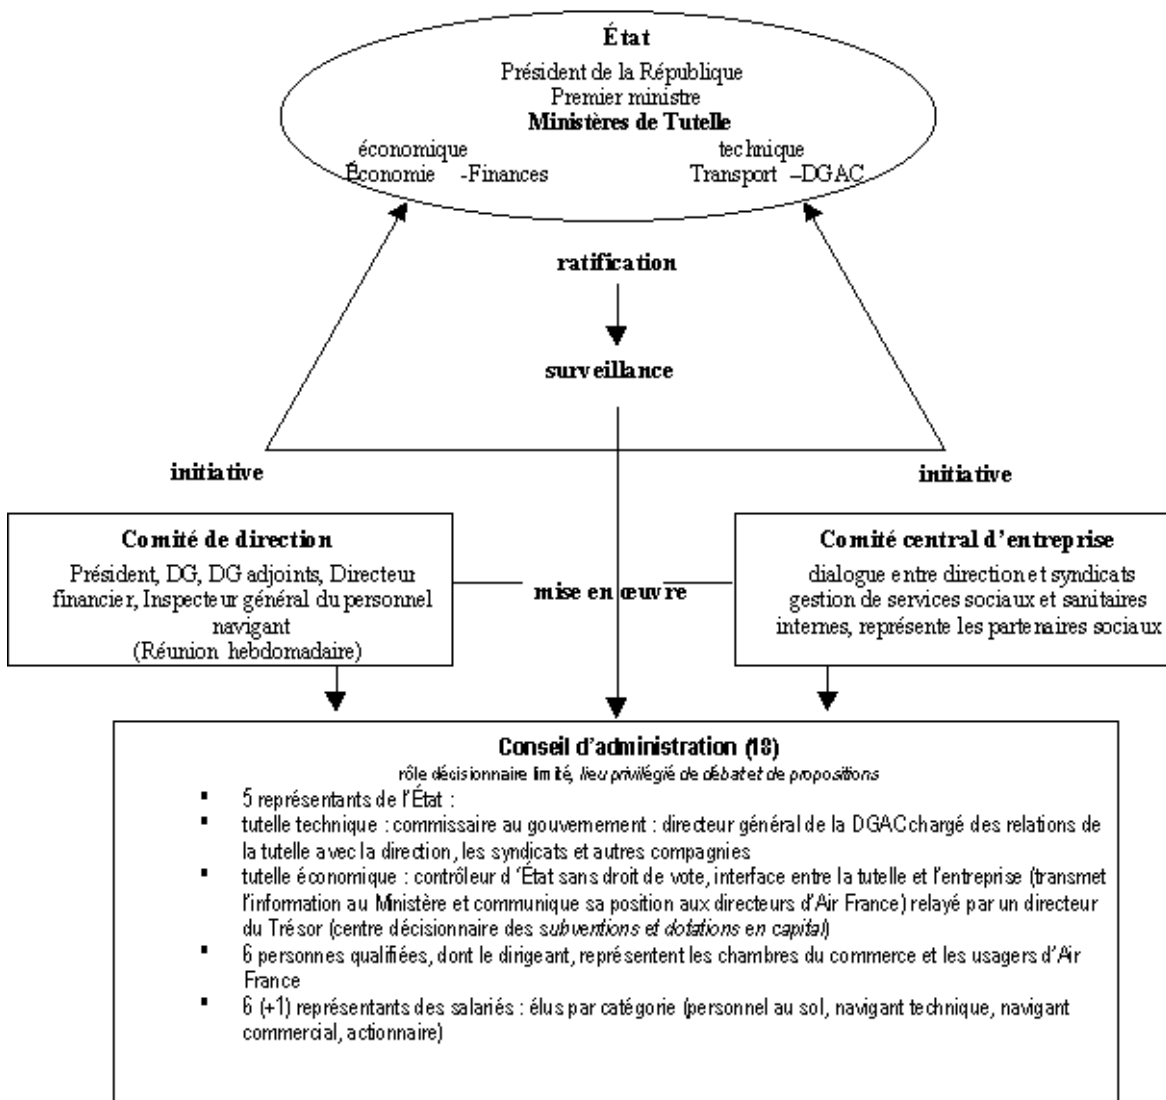 État
Président de la République
Premier ministre
Ministères de Tutelle
économique
Économie -Finances
technique
Transport –DGAC
ratification
surveillance
initiative
initiative
Comité de direction
Président, DG, DG adjoints, Directeur
financier, Inspecteur général du personnel
navigant
(Réunion hebdomadaire)
mise en œuvre
Comité central d’entreprise
dialogue entre direction et syndicats
gestion de services sociaux et sanitaires
internes, représente les partenaires sociaux
Conseil d’administration (18)
rôle décisionnaire limité, lieu privilégié de débat et de propositions
▪ 5 représentants de l’État :
▪ tutelle technique : commissaire au gouvernement : directeur général de la DGAC chargé des relations de
la tutelle avec la direction, les syndicats et autres compagnies
▪ tutelle économique : contrôleur d ‘État sans droit de vote, interface entre la tutelle et l’entreprise (transmet
l’information au Ministère et communique sa position aux directeurs d’Air France) relayé par un directeur
du Trésor (centre décisionnaire des subventions et dotations en capital)
▪ 6 personnes qualifiées, dont le dirigeant, représentent les chambres du commerce et les usagers d’Air
France
▪ 6 (+1) représentants des salariés : élus par catégorie (personnel au sol, navigant technique, navigant
commercial, actionnaire)